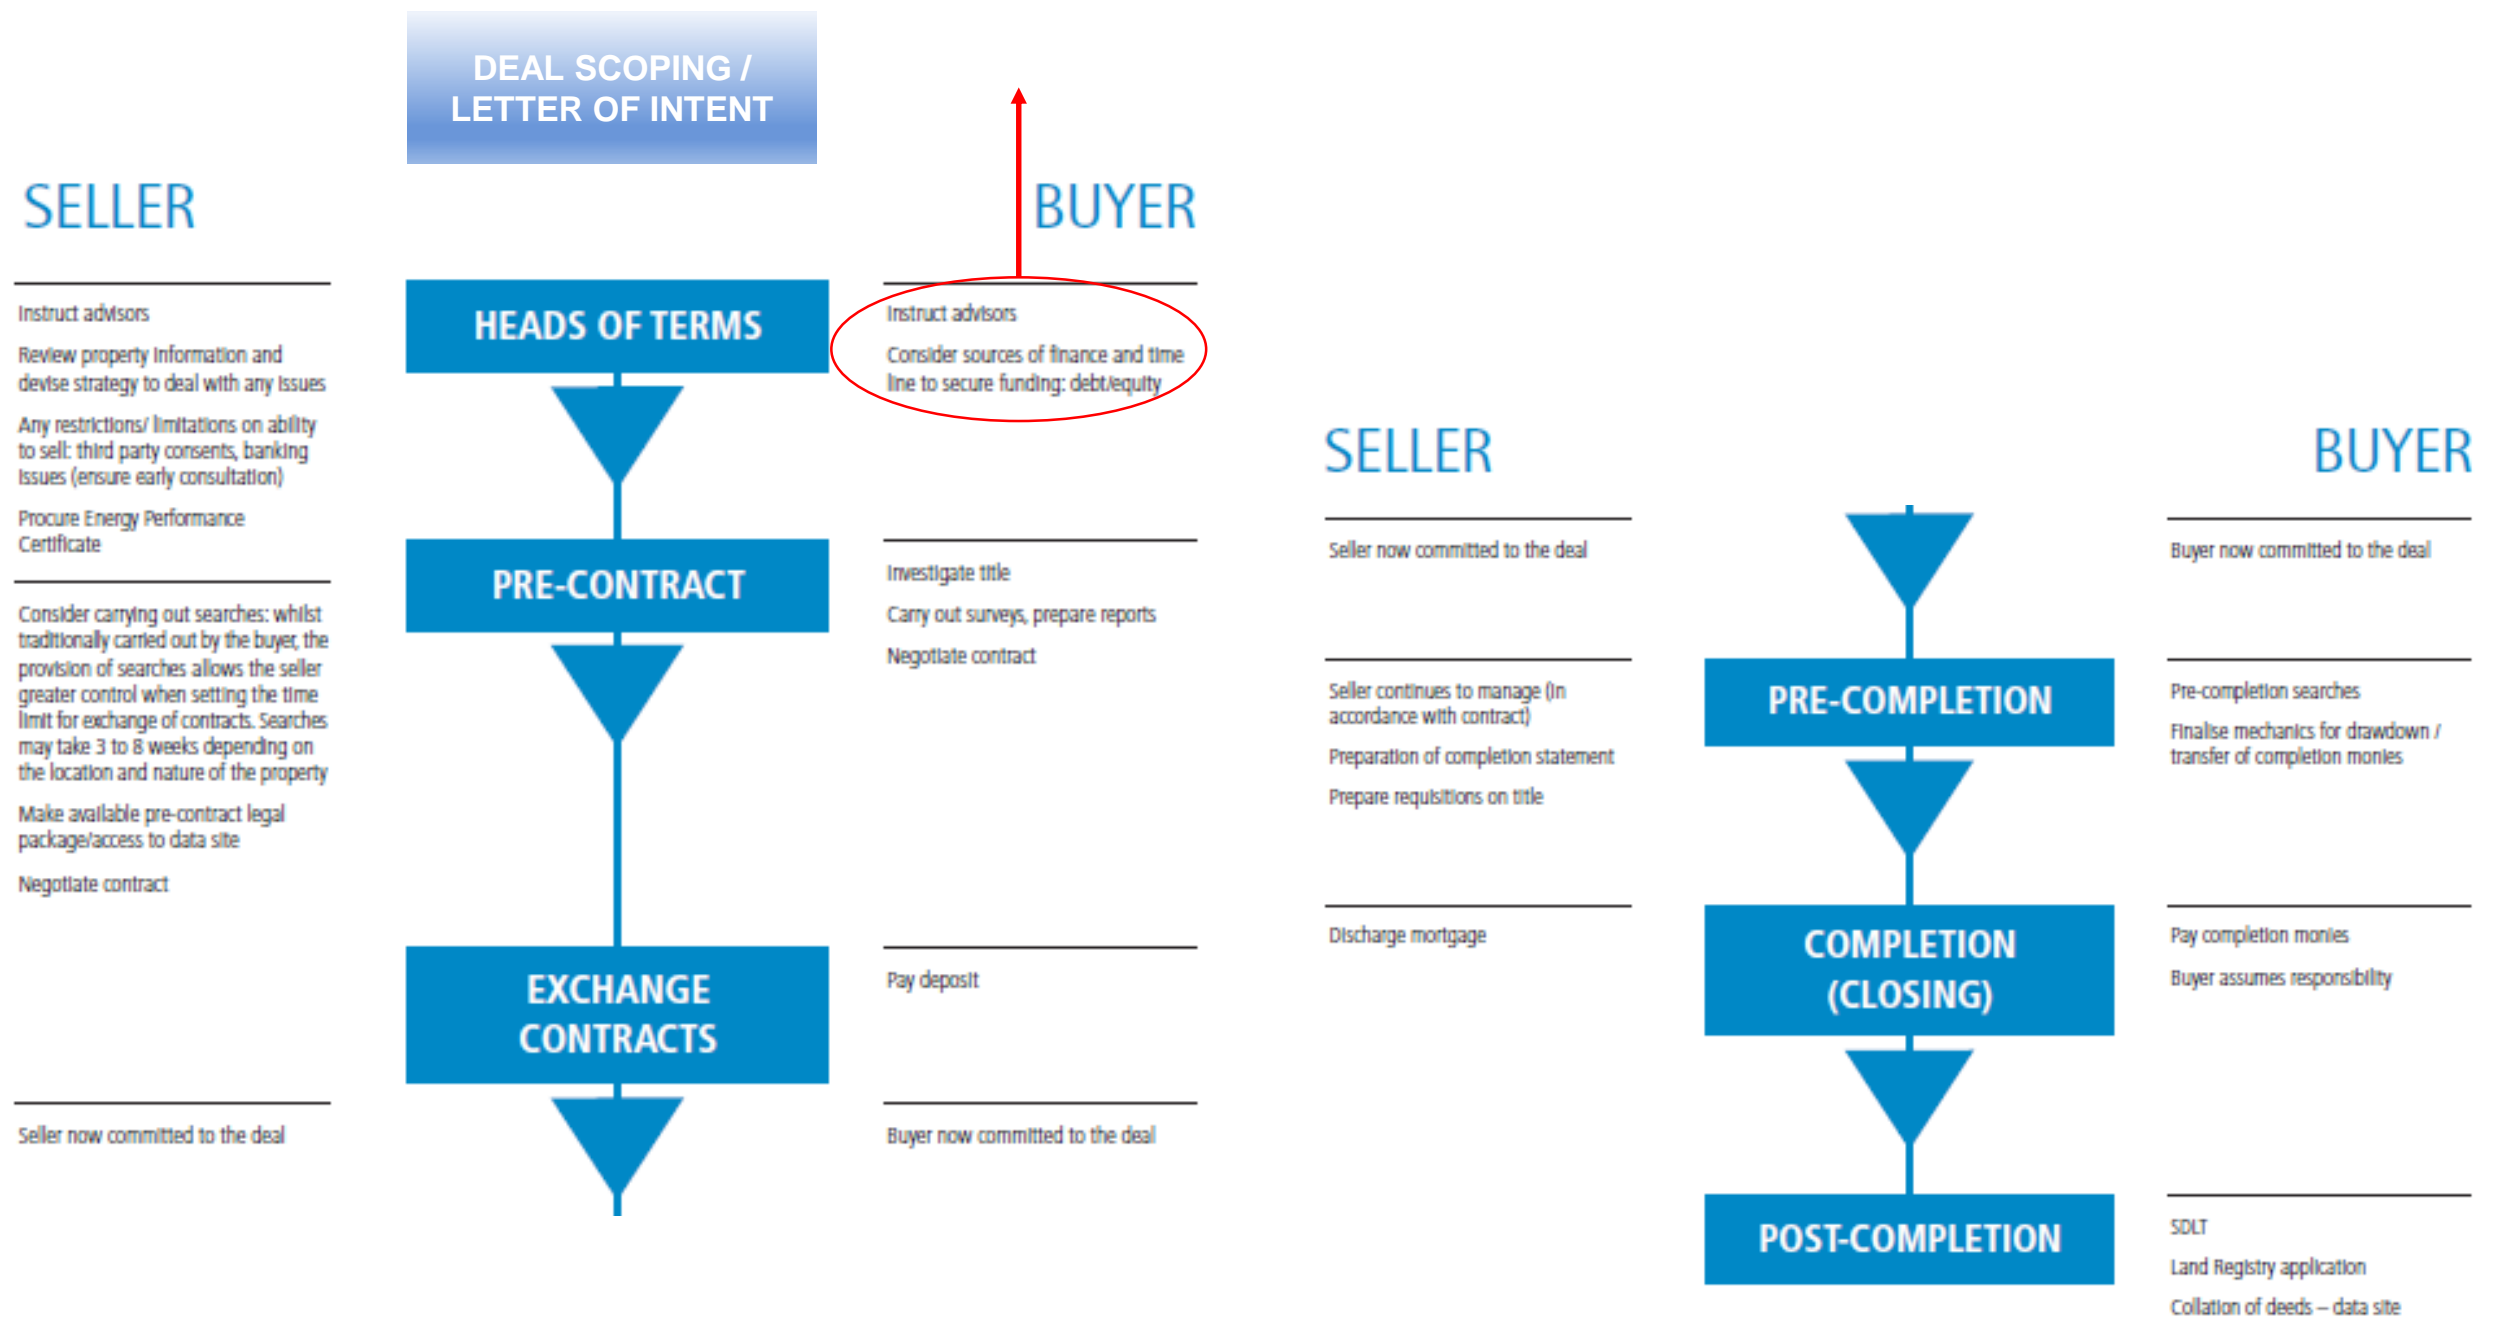 DEAL SCOPING /
LETTER OF INTENT
SELLER
BUYER
HEADS OF TERMS
Instruct advisors
Review property information and
devise strategy to deal with any issues
Any restrictions/ limitations on ability
to sell: third party consents, banking
issues (ensure early consultation)
Procure Energy Performance
Certificate
Instruct advisors
Consider sources of finance and time
line to secure funding: debt/equity
PRE-CONTRACT
Consider carrying out searches: whilst
traditionally carried out by the buyer, the
provision of searches allows the seller
greater control when setting the time
limit for exchange of contracts. Searches
may take 3 to 8 weeks depending on
the location and nature of the property
Make available pre-contract legal
package/access to data site
Negotiate contract
Investigate title
Carry out surveys, prepare reports
Negotiate contract
EXCHANGE
CONTRACTS
Pay deposit
Seller now committed to the deal
Buyer now committed to the deal
SELLER
BUYER
Seller now committed to the deal
Buyer now committed to the deal
PRE-COMPLETION
Seller continues to manage (in
accordance with contract)
Preparation of completion statement
Prepare requisitions on title
Pre-completion searches
Finalise mechanics for drawdown /
transfer of completion monies
COMPLETION
(CLOSING)
Discharge mortgage
Pay completion monies
Buyer assumes responsibility
POST-COMPLETION
SDLT
Land Registry application
Collation of deeds – data site